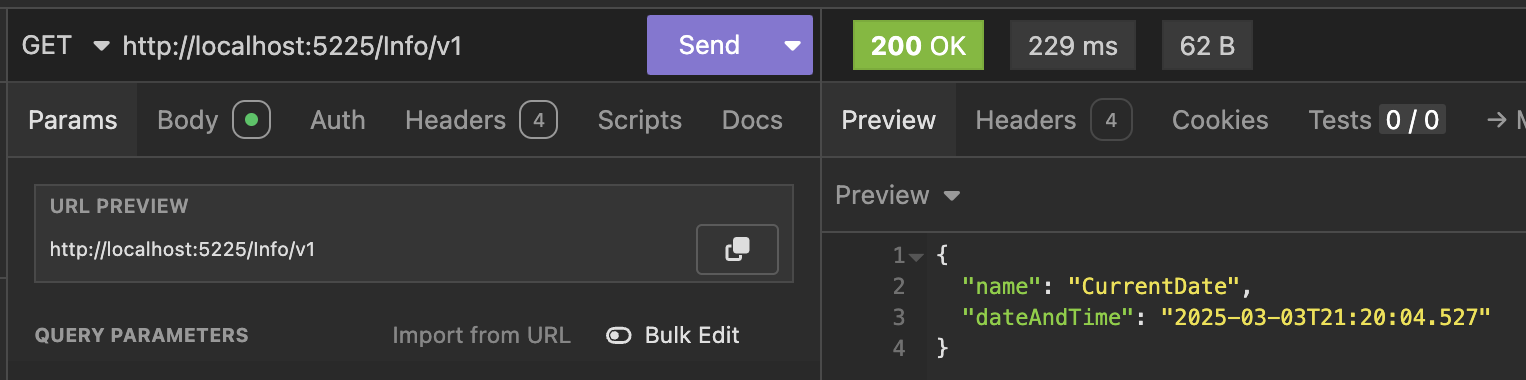 GET http://localhost:5225/Info/v1 Send
Params Body Headers 4 Auth Scripts Docs
URL PREVIEW
http://localhost:5225/Info/v1
QUERY PARAMETERS Import from URL Bulk Edit
200 OK 229 ms 62 B
Preview Headers 4 Cookies Tests 0 / 0 → M
Preview
1 {
2 "name": "CurrentDate",
3 "dateAndTime": "2025-03-03T21:20:04.527"
4 }